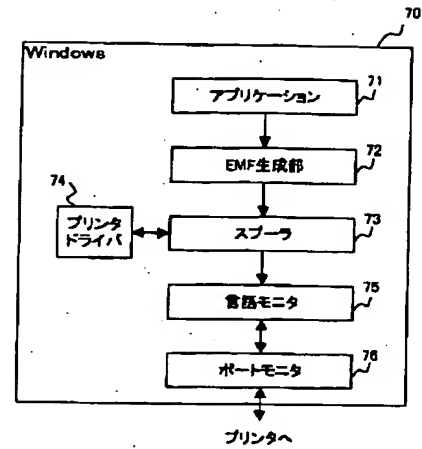 70
Windows
アプリケーション
71
EMF生成部
72
74
プリンタ
ドライバ
スプーラ
73
言語モニタ
75
ポートモニタ
76
プリンタへ